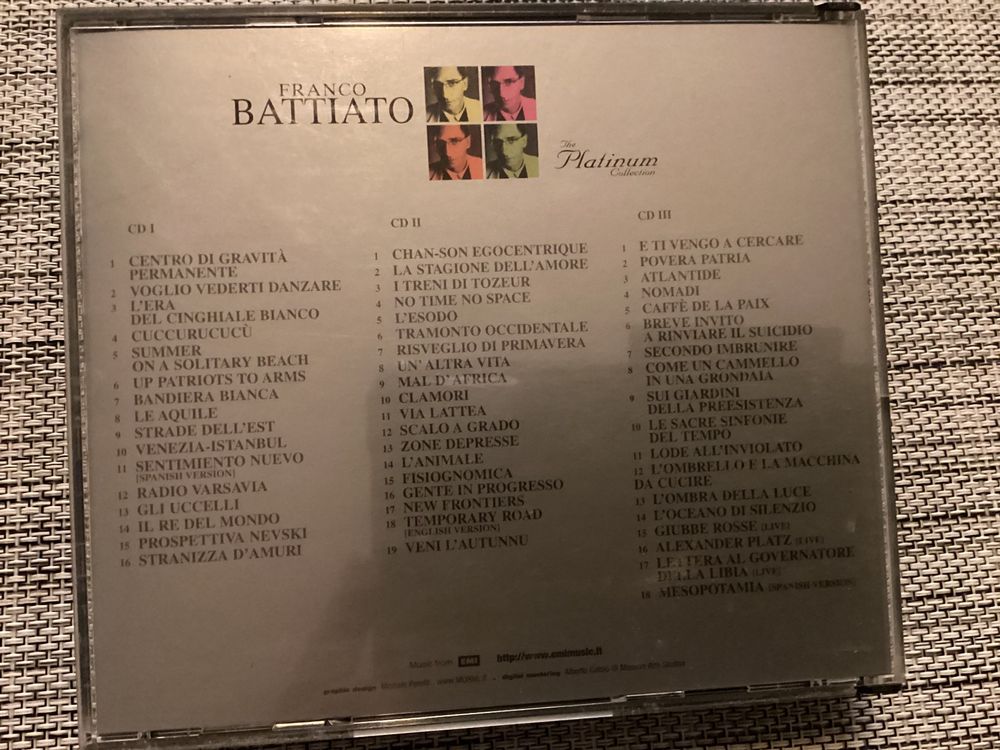 FRANCO
BATTIATO
The
Platinum
Collection
CD I
1 CENTRO DI GRAVITÀ
PERMANENTE
2 VOGLIO VEDERTI DANZARE
3 L'ERA
DEL CINGHIALE BIANCO
4 CUCCURUCUCÙ
5 SUMMER
ON A SOLITARY BEACH
6 UP PATRIOTS TO ARMS
7 BANDIERA BIANCA
8 LE AQUILE
9 STRADE DELL'EST
10 VENEZIA-ISTANBUL
11 SENTIMIENTO NUEVO
[SPANISH VERSION]
12 RADIO VARSAVIA
13 GLI UCCELLI
14 IL RE DEL MONDO
15 PROSPETTIVA NEVSKI
16 STRANIZZA D'AMURI
CD II
1 CHAN-SON EGOCENTRIQUE
2 LA STAGIONE DELL'AMORE
3 I TRENI DI TOZEUR
4 NO TIME NO SPACE
5 L'ESODO
6 TRAMONTO OCCIDENTALE
7 RISVEGLIO DI PRIMAVERA
8 UN'ALTRA VITA
9 MAL D'AFRICA
10 CLAMORI
11 VIA LATTEA
12 SCALO A GRADO
13 ZONE DEPRESSE
14 L'ANIMALE
15 FISIOGNOMICA
16 GENTE IN PROGRESSO
17 NEW FRONTIERS
18 TEMPORARY ROAD
[ENGLISH VERSION]
19 VENI L'AUTUNNU
CD III
1 E TI VENGO A CERCARE
2 POVERA PATRIA
3 ATLANTIDE
4 NOMADI
5 CAFFÈ DE LA PAIX
6 BREVE INVITO
A RINVIARE IL SUICIDIO
7 SECONDO IMBRUNIRE
8 COME UN CAMMELLO
IN UNA GRONDAIA
9 SUI GIARDINI
DELLA PREESISTENZA
10 LE SACRE SINFONIE
DEL TEMPO
11 LODE ALL'INVIOLATO
12 L'OMBRELLO E LA MACCHINA
DA CUCIRE
13 L'OMBRA DELLA LUCE
14 L'OCEANO DI SILENZIO
15 GIUBBE ROSSE [LIVE]
16 ALEXANDER PLATZ [LIVE]
17 LETTERA AL GOVERNATORE
DELLA LIBIA [LIVE]
18 MESOPOTAMIA [SPANISH VERSION]
Music from EMI http://www.emimusic.it
graphic design - digital mastering